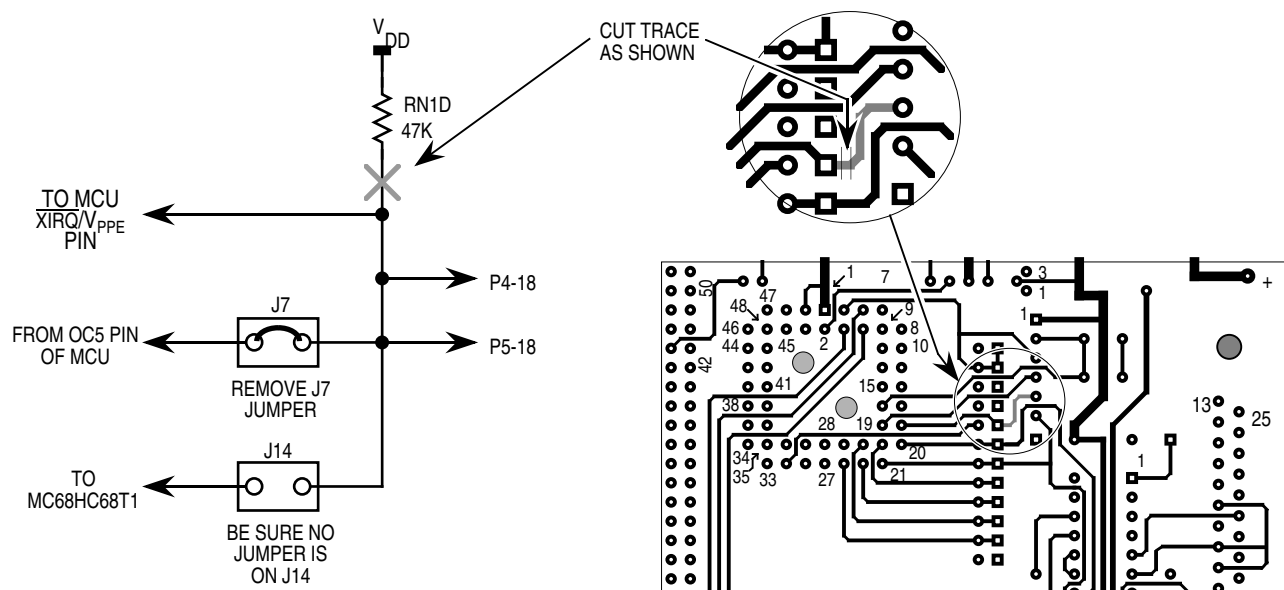 V
DD
RN1D
47K
CUT TRACE
AS SHOWN
TO MCU
XIRQ/VPPE
PIN
P4-18
J7
FROM OC5 PIN
OF MCU
P5-18
REMOVE J7
JUMPER
J14
TO
MC68HC68T1
BE SURE NO
JUMPER IS
ON J14
50
47
1
7
3
+
48
9
1
1
46
45
2
8
44
10
42
41
15
38
13
25
28
19
34
20
35
33
27
21
1